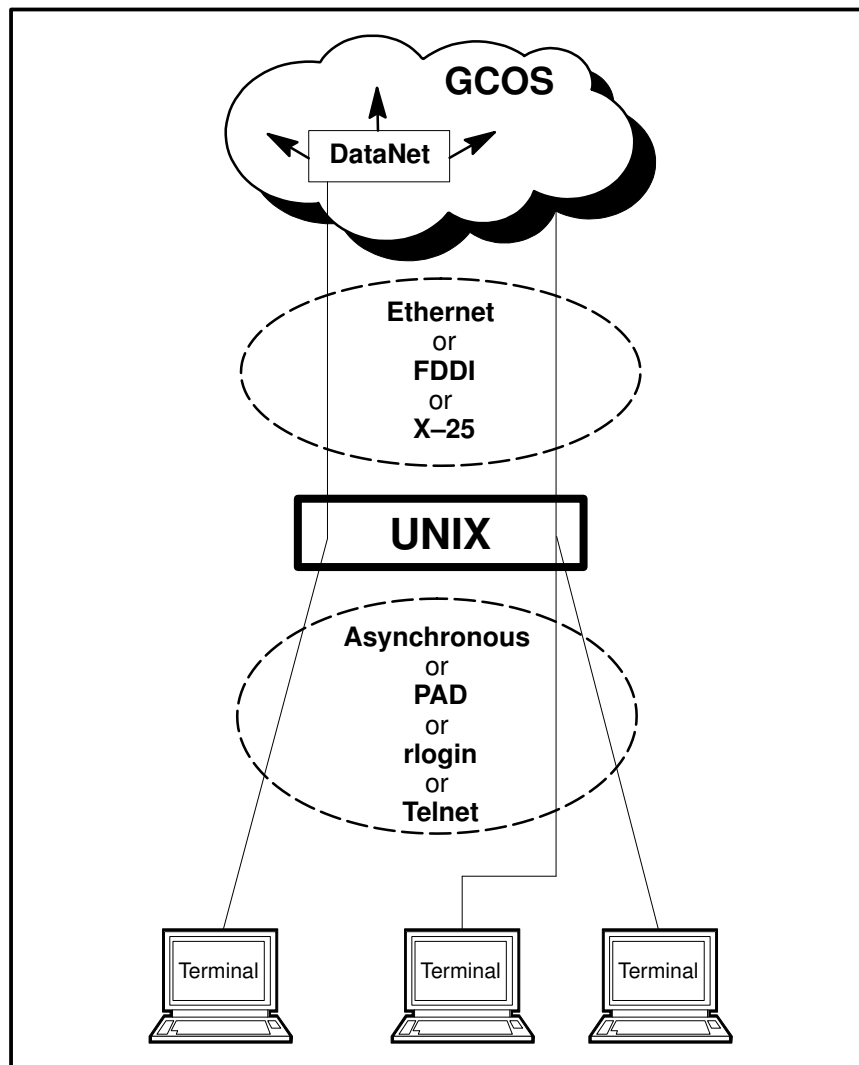 GCOS
DataNet
Ethernet
or
FDDI
or
X–25
UNIX
Asynchronous
or
PAD
or
rlogin
or
Telnet
Terminal
Terminal
Terminal